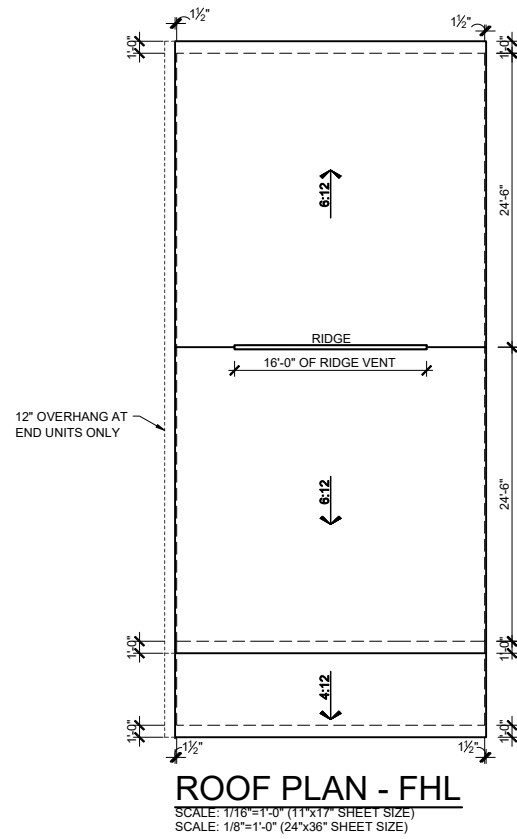 1½"
1½"
1'-0"
1'-0"
6:12
24'-6"
RIDGE
16'-0" OF RIDGE VENT
12" OVERHANG AT
END UNITS ONLY
6:12
24'-6"
1'-0"
1'-0"
4:12
1'-0"
1'-0"
1½"
1½"
ROOF PLAN - FHL
SCALE: 1/16"=1'-0" (11"x17" SHEET SIZE)
SCALE: 1/8"=1'-0" (24"x36" SHEET SIZE)